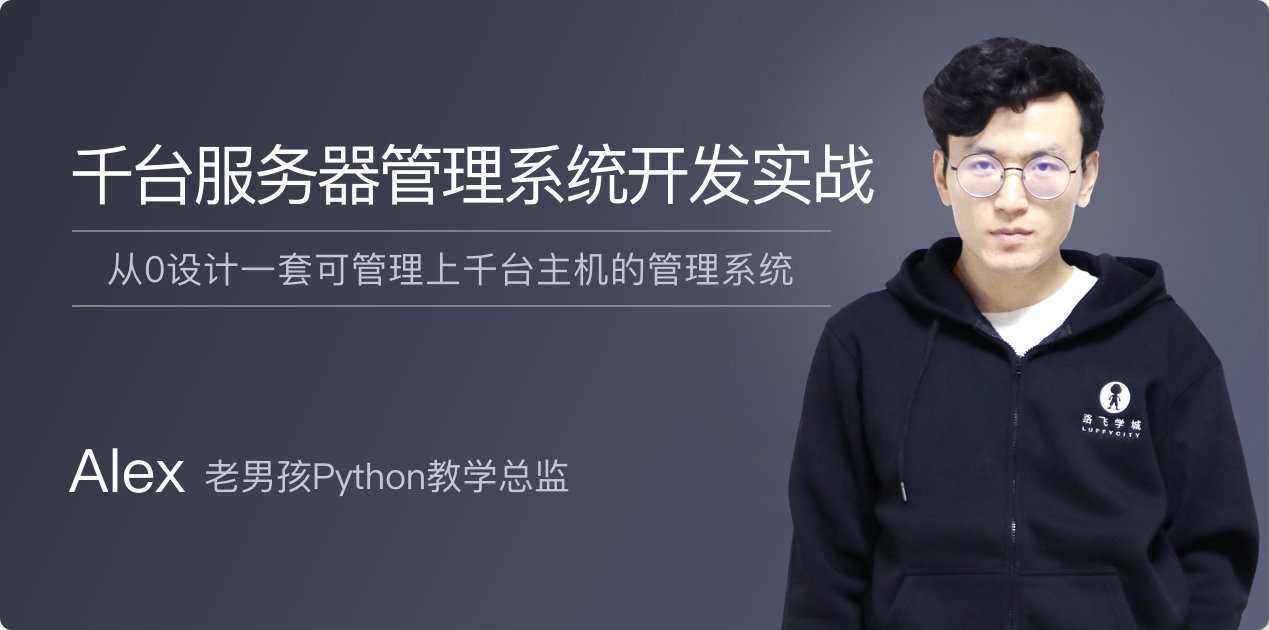 千台服务器管理系统开发实战
从0设计一套可管理上千台主机的管理系统
Alex 老男孩Python教学总监
路飞学城
LUFFYCITY